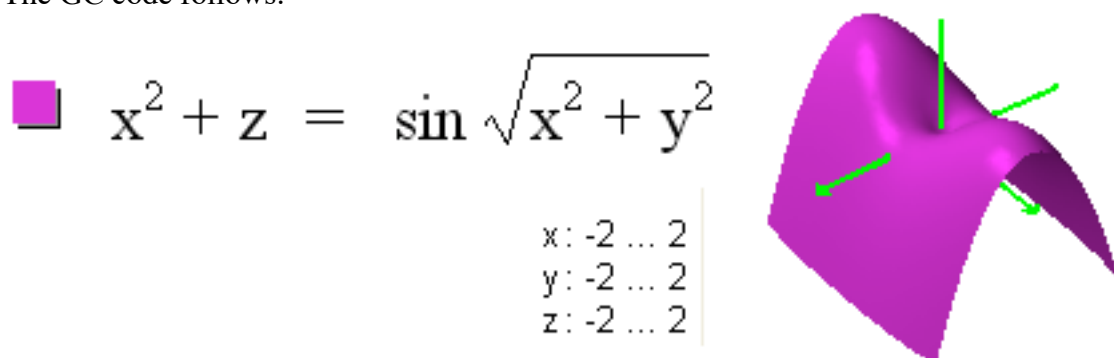 The GC code follows:
x² + z = sin √x² + y²
x: -2 ... 2
y: -2 ... 2
z: -2 ... 2